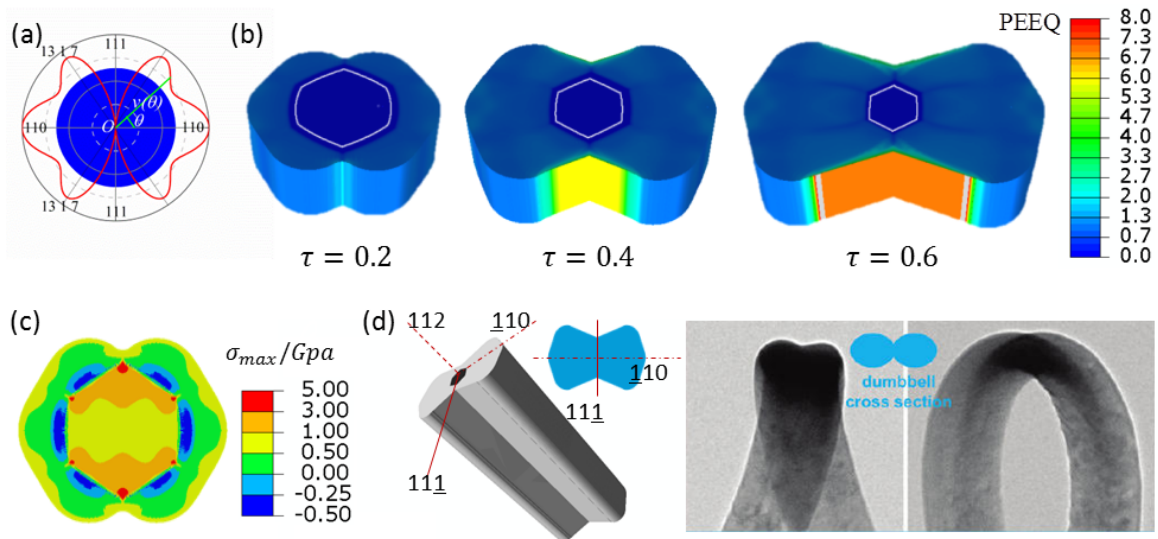 (a)
111
13 1 7
v(θ)
110
O
θ
110
13 1 7
111
(b)
τ = 0.2
τ = 0.4
τ = 0.6
PEEQ
8.0
7.3
6.7
6.0
5.3
4.7
4.0
3.3
2.7
2.0
1.3
0.7
0.0
(c)
σmax/Gpa
5.00
3.00
1.00
0.50
0.00
-0.25
-0.50
(d)
112
1̲10
1̲10
111̲
111̲
dumbbell
cross section